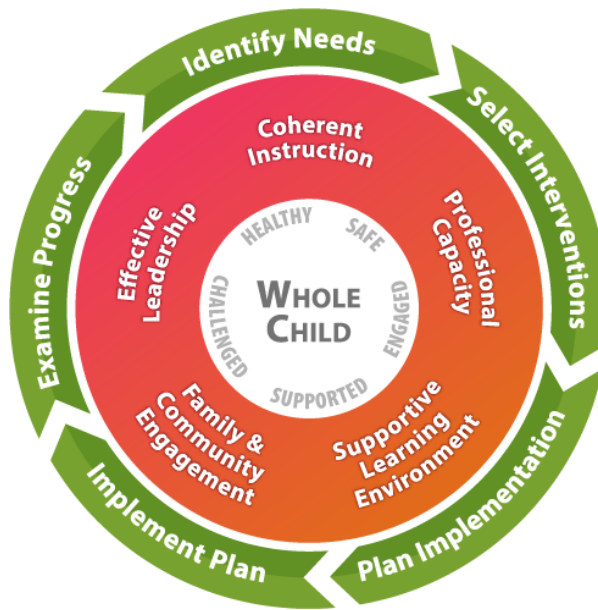 Identify Needs
Select Interventions
Plan Implementation
Implement Plan
Examine Progress
Coherent
Instruction
Professional
Capacity
Supportive
Learning
Environment
Family &
Community
Engagement
Effective
Leadership
HEALTHY
SAFE
ENGAGED
SUPPORTED
CHALLENGED
WHOLE
CHILD